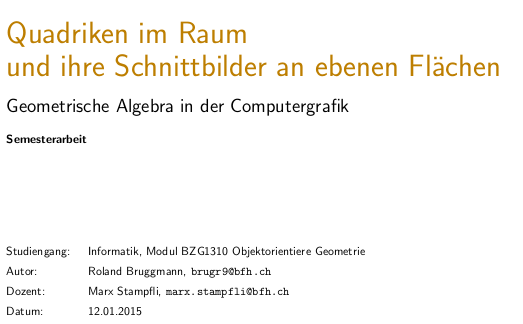 Quadriken im Raum
und ihre Schnittbilder an ebenen Flächen
Geometrische Algebra in der Computergrafik
Semesterarbeit
Studiengang: Informatik, Modul BZG1310 Objektorientiere Geometrie
Autor: Roland Bruggmann, brugr9@bfh.ch
Dozent: Marx Stampfli, marx.stampfli@bfh.ch
Datum: 12.01.2015